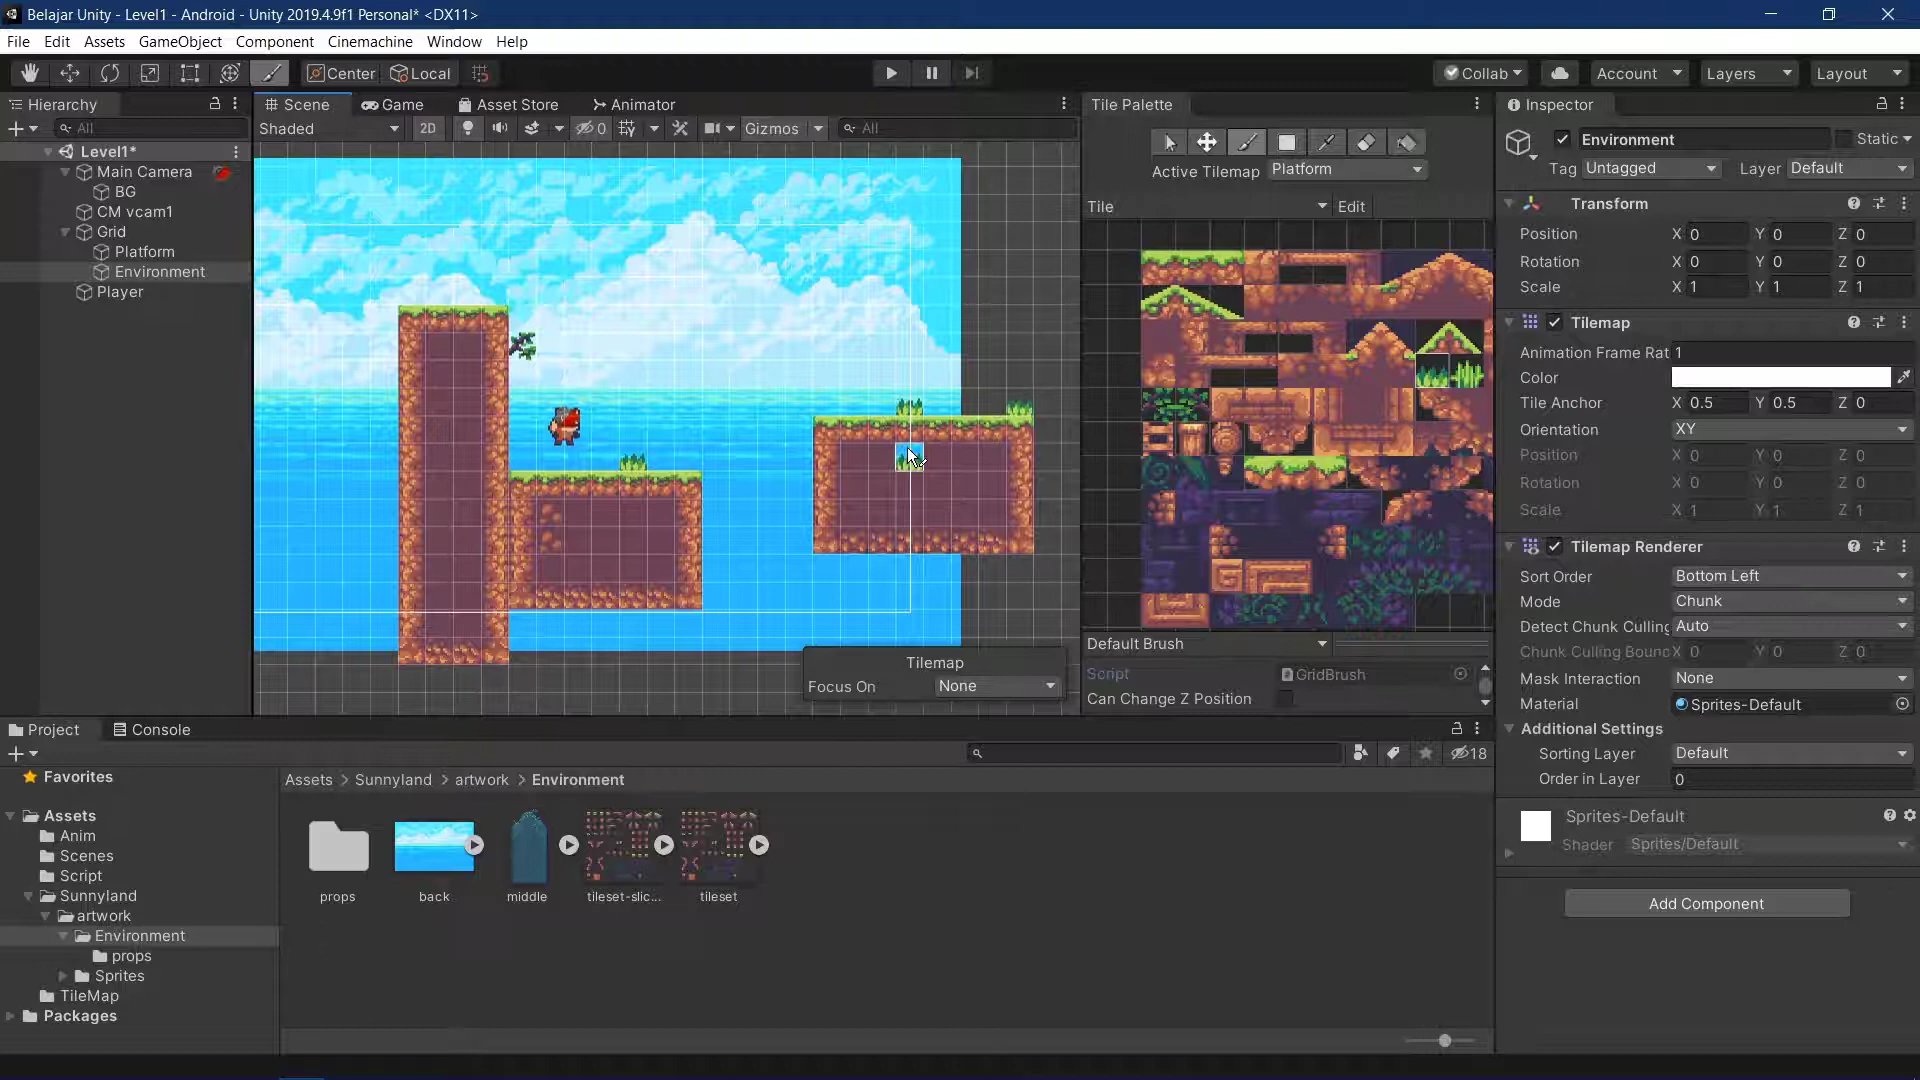 Belajar Unity - Level1 - Android - Unity 2019.4.9f1 Personal* <DX11>
File Edit Assets GameObject Component Cinemachine Window Help
Center Local
Collab Account Layers Layout
Hierarchy
All
Level1*
Main Camera
BG
CM vcam1
Grid
Platform
Environment
Player
Scene Game Asset Store Animator
Shaded 2D 0 Gizmos All
Tilemap
Focus On None
Tile Palette
Active Tilemap Platform
Tile Edit
Default Brush
Script GridBrush
Can Change Z Position
Inspector
Environment Static
Tag Untagged Layer Default
Transform
Position X 0 Y 0 Z 0
Rotation X 0 Y 0 Z 0
Scale X 1 Y 1 Z 1
Tilemap
Animation Frame Rat 1
Color
Tile Anchor X 0.5 Y 0.5 Z 0
Orientation XY
Position X 0 Y 0 Z 0
Rotation X 0 Y 0 Z 0
Scale X 1 Y 1 Z 1
Tilemap Renderer
Sort Order Bottom Left
Mode Chunk
Detect Chunk Culling Auto
Chunk Culling Bounc X 0 Y 0 Z 0
Mask Interaction None
Material Sprites-Default
Additional Settings
Sorting Layer Default
Order in Layer 0
Sprites-Default
Shader Sprites/Default
Add Component
Project Console
18
Favorites
Assets
Anim
Scenes
Script
Sunnyland
artwork
Environment
props
Sprites
TileMap
Packages
Assets > Sunnyland > artwork > Environment
props back middle tileset-slic... tileset